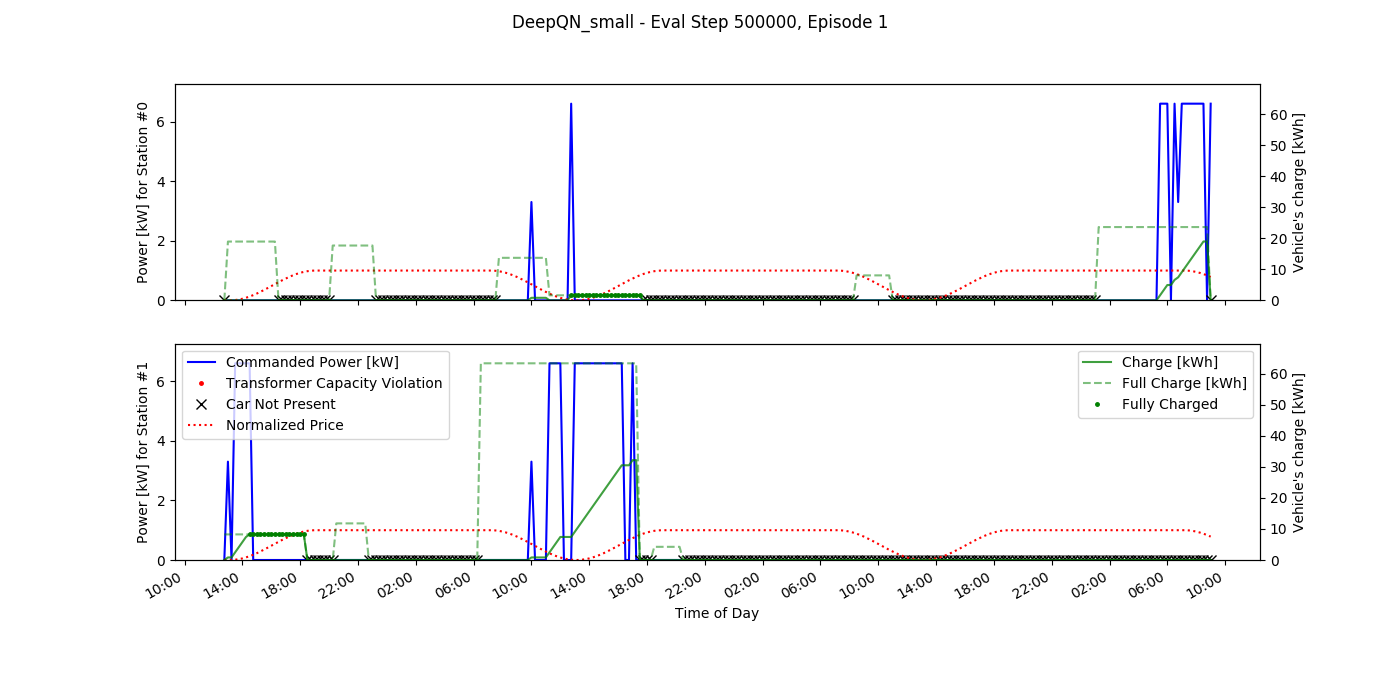 DeepQN_small - Eval Step 500000, Episode 1
Power [kW] for Station #0
0
2
4
6
0
10
20
30
40
50
60
Vehicle's charge [kWh]
Power [kW] for Station #1
0
2
4
6
Commanded Power [kW]
Transformer Capacity Violation
Car Not Present
Normalized Price
Charge [kWh]
Full Charge [kWh]
Fully Charged
0
10
20
30
40
50
60
Vehicle's charge [kWh]
10:00 14:00 18:00 22:00 02:00 06:00 10:00 14:00 18:00 22:00 02:00 06:00 10:00 14:00 18:00 22:00 02:00 06:00 10:00
Time of Day